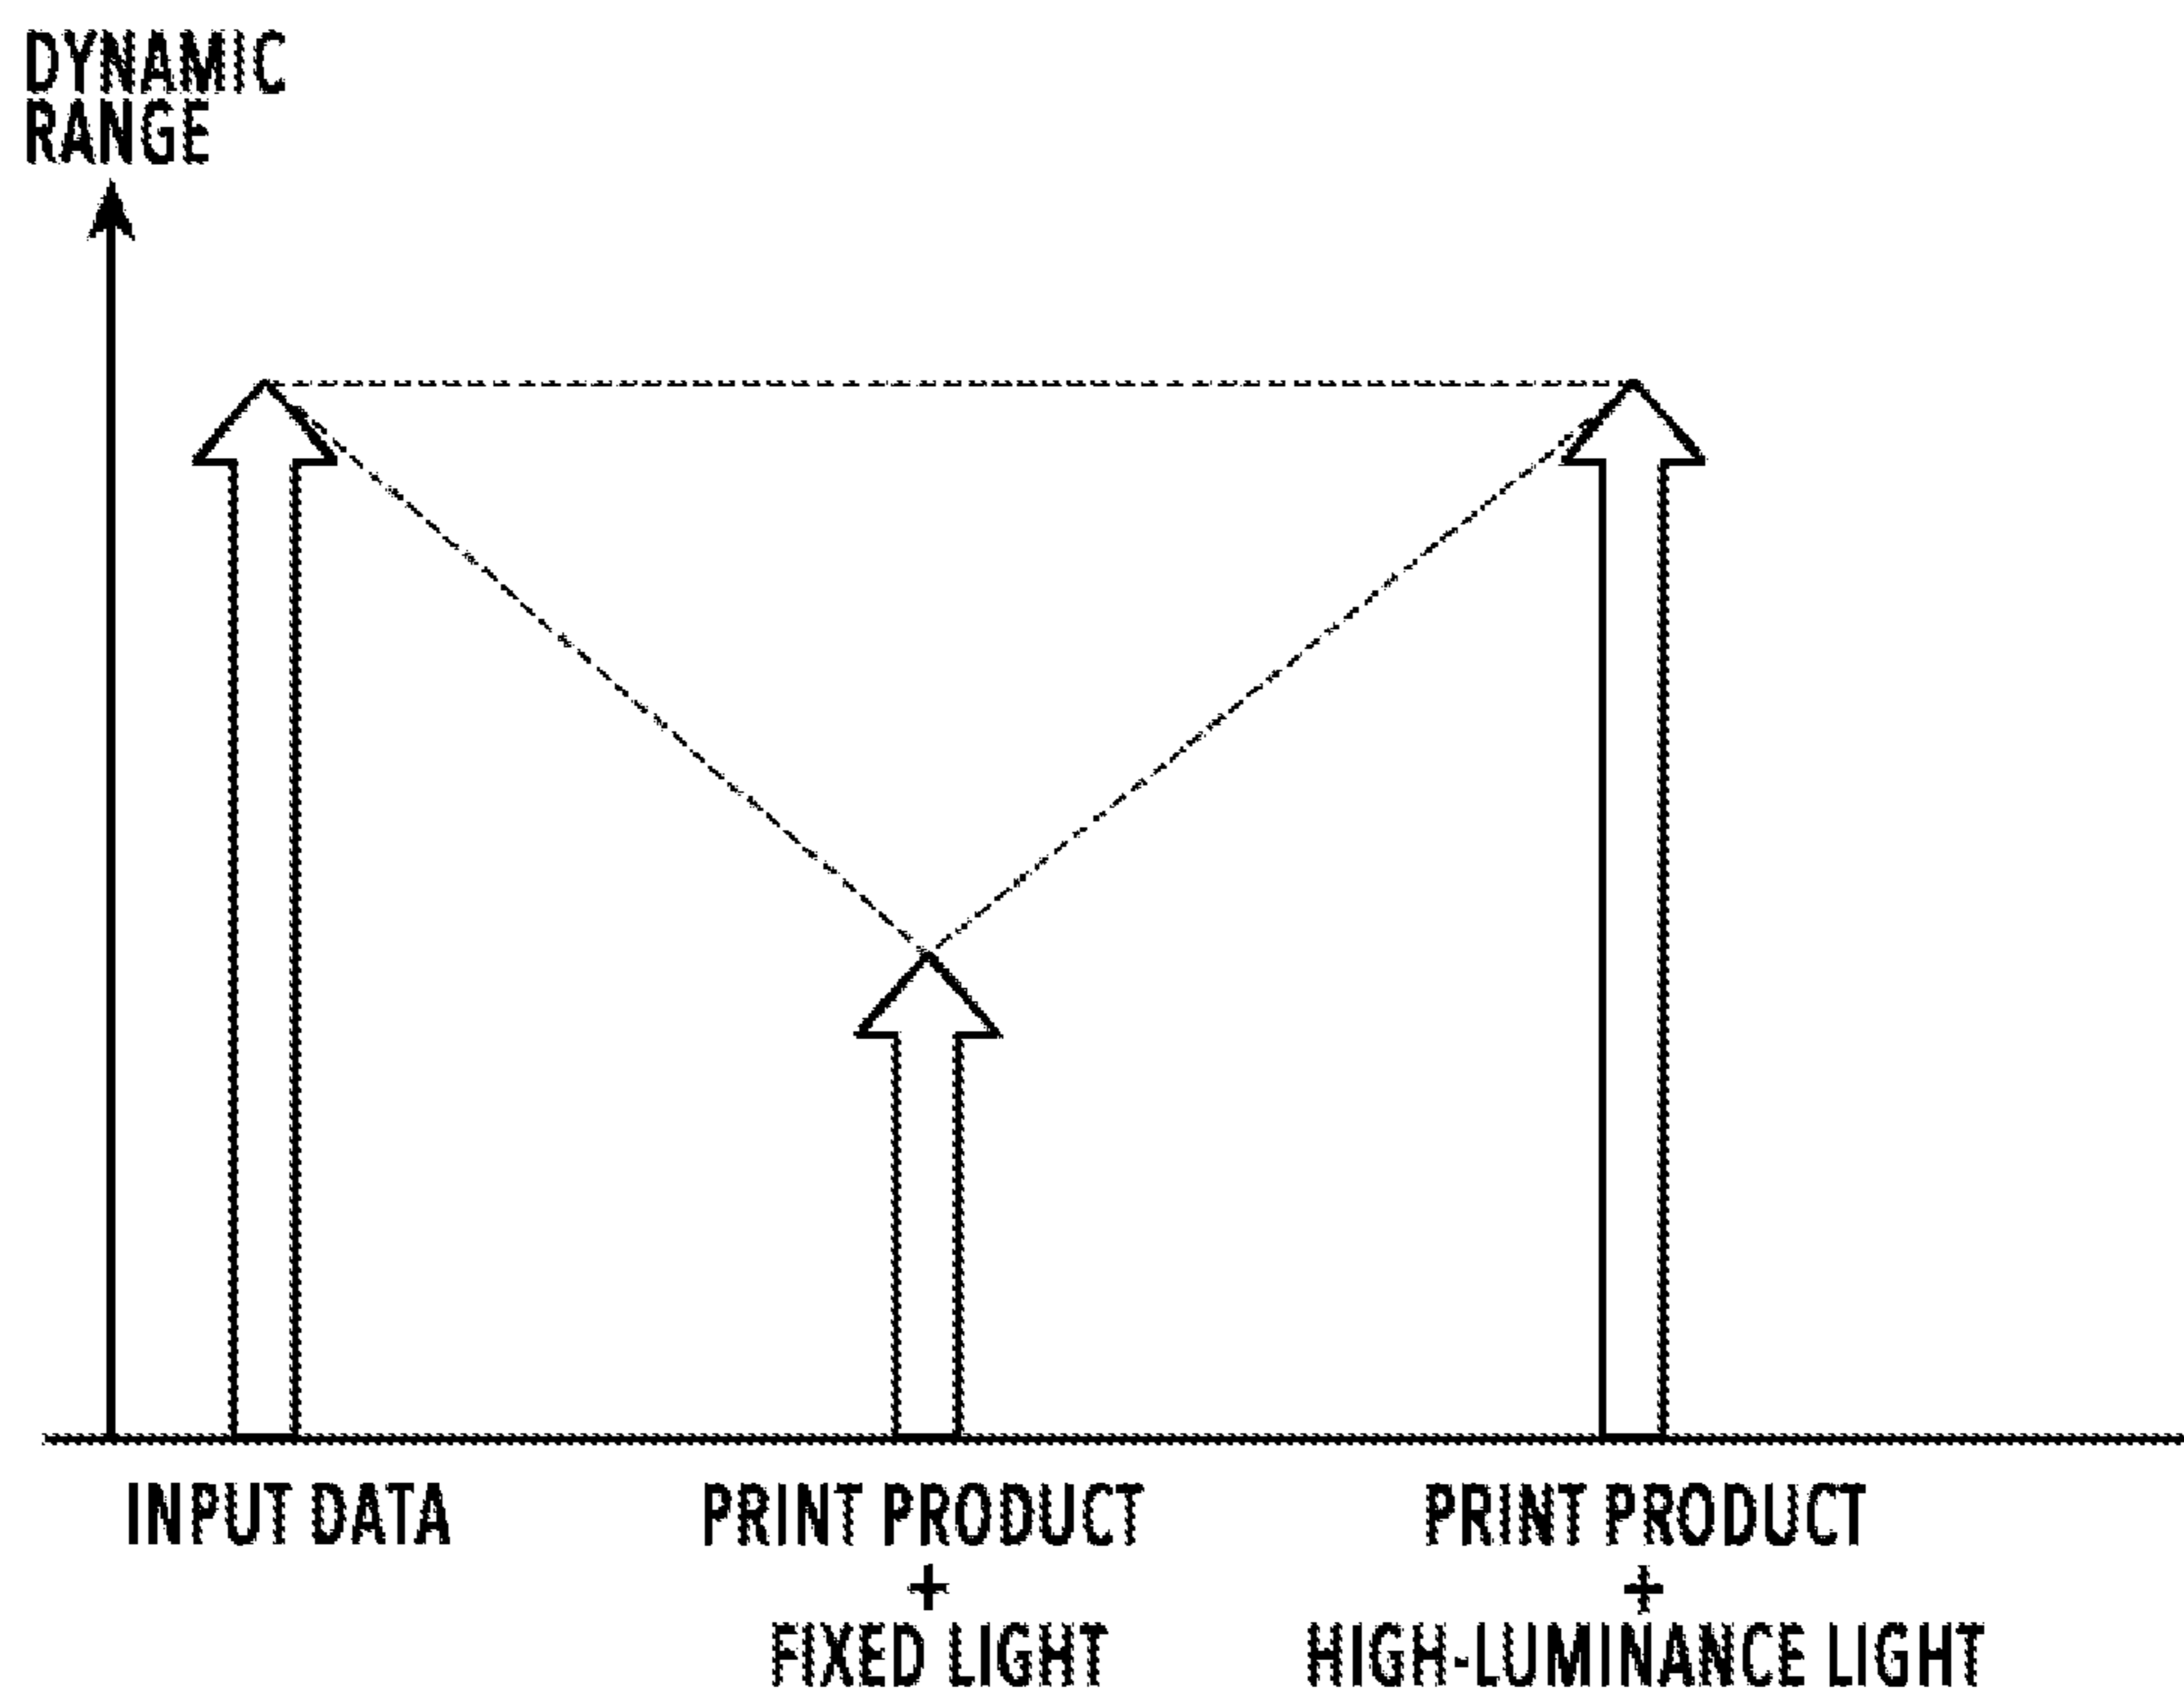 DYNAMIC
RANGE
INPUT DATA
PRINT PRODUCT
+
FIXED LIGHT
PRINT PRODUCT
+
HIGH-LUMINANCE LIGHT